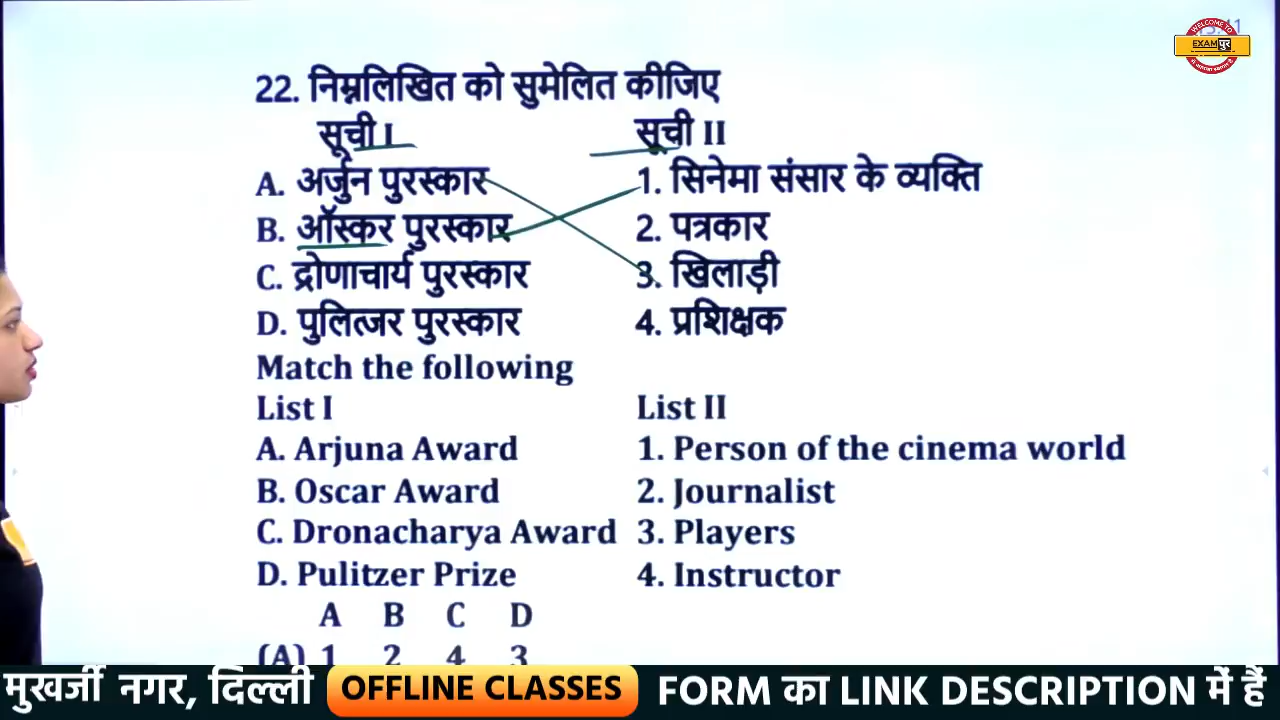 WELCOME TO
EXAMपुर
22. निम्नलिखित को सुमेलित कीजिए
सूची I सूची II
A. अर्जुन पुरस्कार 1. सिनेमा संसार के व्यक्ति
B. ऑस्कर पुरस्कार 2. पत्रकार
C. द्रोणाचार्य पुरस्कार 3. खिलाड़ी
D. पुलित्जर पुरस्कार 4. प्रशिक्षक
Match the following
List I List II
A. Arjuna Award 1. Person of the cinema world
B. Oscar Award 2. Journalist
C. Dronacharya Award 3. Players
D. Pulitzer Prize 4. Instructor
A B C D
(A) 1 2 4 3
मुखर्जी नगर, दिल्ली OFFLINE CLASSES FORM का LINK DESCRIPTION में हैं